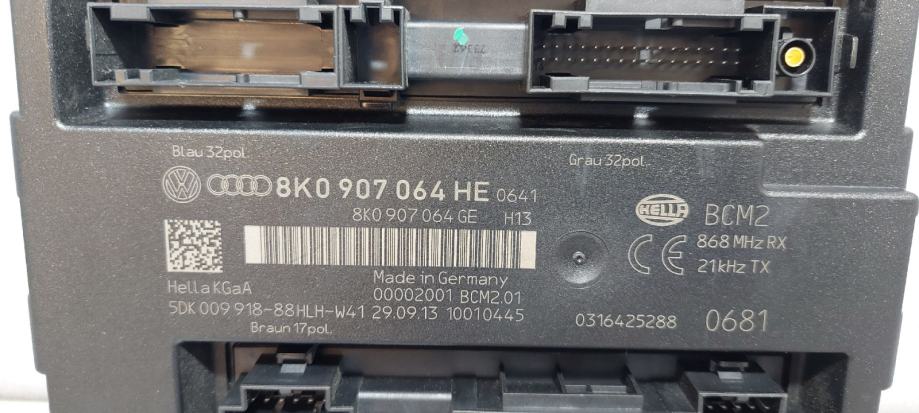 Blau 32pol.
Grau 32pol.
8K0 907 064 HE 0641
8K0 907 064 GE H13
HELLA
BCM2
868 MHz RX
21kHz TX
Made in Germany
Hella KGaA
00002001 BCM2.01
5DK 009 918-88HLH-W41 29.09.13 10010445
0316425288 0681
Braun 17pol.